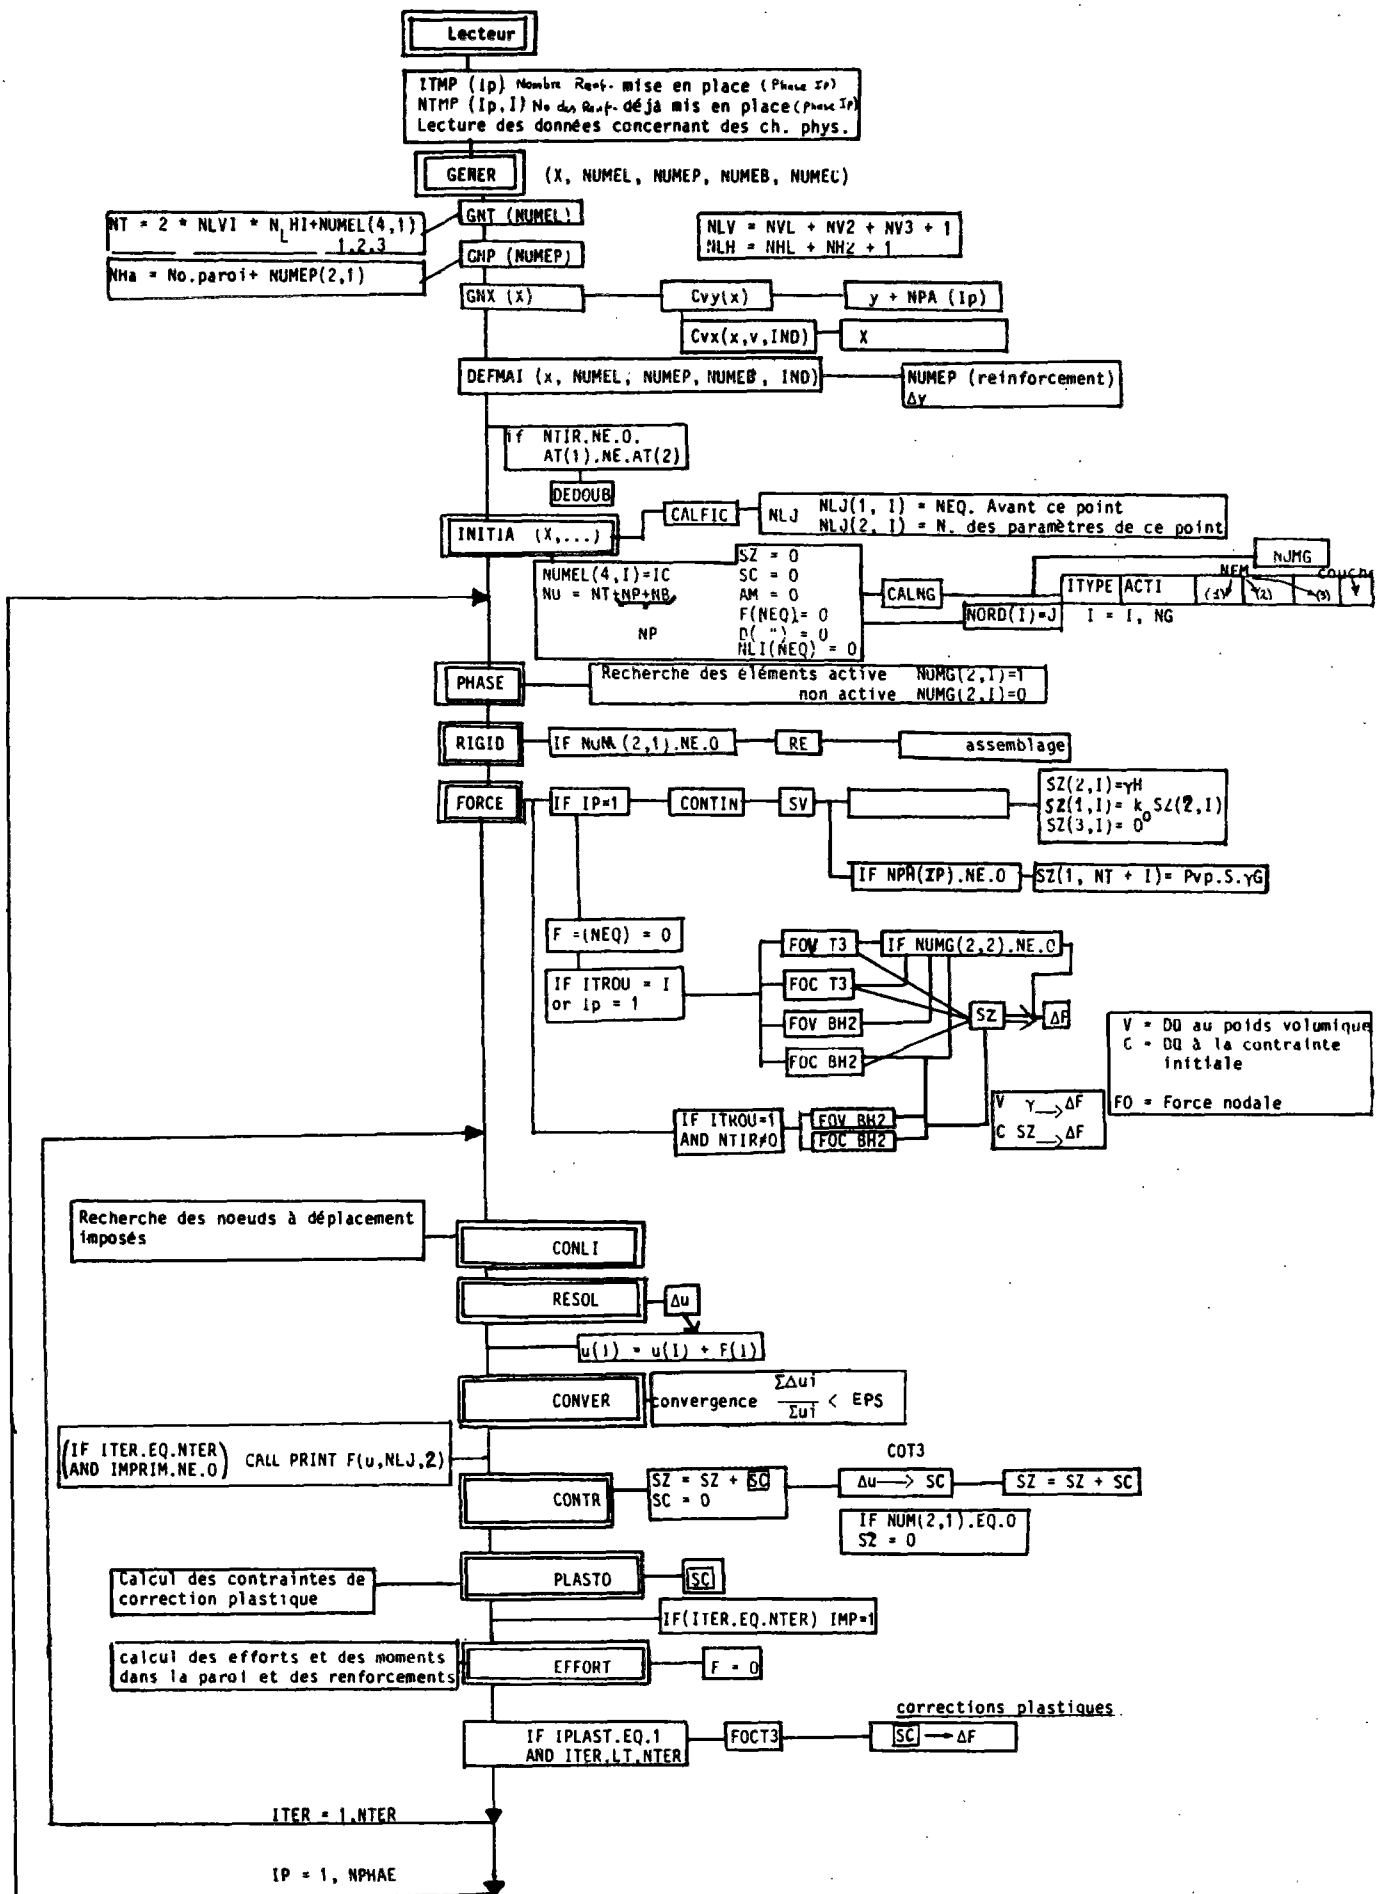 Lecteur
ITMP (Ip) Nombre Renf. mise en place (Phase Ip)
NTMP (Ip,I) No des Renf. déjà mis en place (Phase Ip)
Lecture des données concernant des ch. phys.
GENER (X, NUMEL, NUMEP, NUMEB, NUMEC)
GNT (NUMEL)
NT = 2 * NLVI * N HI+NUMEL(4,1)
L 1,2,3
NLV = NVL + NV2 + NV3 + 1
NLH = NHL + NH2 + 1
GNP (NUMEP)
NHa = No.paroi+ NUMEP(2,1)
GNX (X)
Cvy(x)
y + NPA (Ip)
Cvx(x,v,IND)
X
DEFMAI (x, NUMEL, NUMEP, NUMEB, IND)
NUMEP (reinforcement)
Δy
if NTIR.NE.0.
AT(1).NE.AT(2)
DEDOUB
INITIA (X,...)
CALFIC
NLJ
NLJ(1, I) = NEQ. Avant ce point
NLJ(2, I) = N. des paramètres de ce point
NUMEL(4,I)=IC
NU = NT+NP+NB
NP
SZ = 0
SC = 0
AM = 0
F(NEQ)= 0
D( " ) = 0
NLI(NEQ) = 0
CALNG
NUMG
NEM
couche
ITYPE ACTI (1) (2) (3)
NORD(I)=J I = I, NG
PHASE
Recherche des éléments active NUMG(2,I)=1
non active NUMG(2,I)=0
RIGID
IF NUM (2,1).NE.0
RE
assemblage
FORCE
IF IP=1
CONTIN
SV
SZ(2,I)=γH
SZ(1,I)= k₀ SZ(2,I)
SZ(3,I)= 0
IF NPA(IP).NE.0
SZ(1, NT + I)= Pvp.S.γG
F =(NEQ) = 0
IF ITROU = I
or Ip = 1
FOV T3
IF NUMG(2,2).NE.0
FOC T3
FOV BH2
FOC BH2
SZ
ΔF
V = DQ au poids volumique
C = DQ à la contrainte
initiale
FO = Force nodale
IF ITROU=1
AND NTIR≠0
FOV BH2
FOC BH2
V γ → ΔF
C SZ → ΔF
Recherche des noeuds à déplacement
imposés
CONLI
RESOL
Δu
u(I) = u(I) + F(I)
CONVER
convergence ΣΔui / Σui < EPS
(IF ITER.EQ.NTER)
(AND IMPRIM.NE.0) CALL PRINT F(u,NLJ,2)
CONTR
SZ = SZ + SC
SC = 0
COT3
Δu → SC
SZ = SZ + SC
IF NUM(2,1).EQ.0
SZ = 0
PLASTO
SC
Calcul des contraintes de
correction plastique
IF(ITER.EQ.NTER) IMP=1
calcul des efforts et des moments
dans la paroi et des renforcements
EFFORT
F = 0
corrections plastiques
IF IPLAST.EQ.1
AND ITER.LT.NTER
FOCT3
SC → ΔF
ITER = 1,NTER
IP = 1, NPHAE